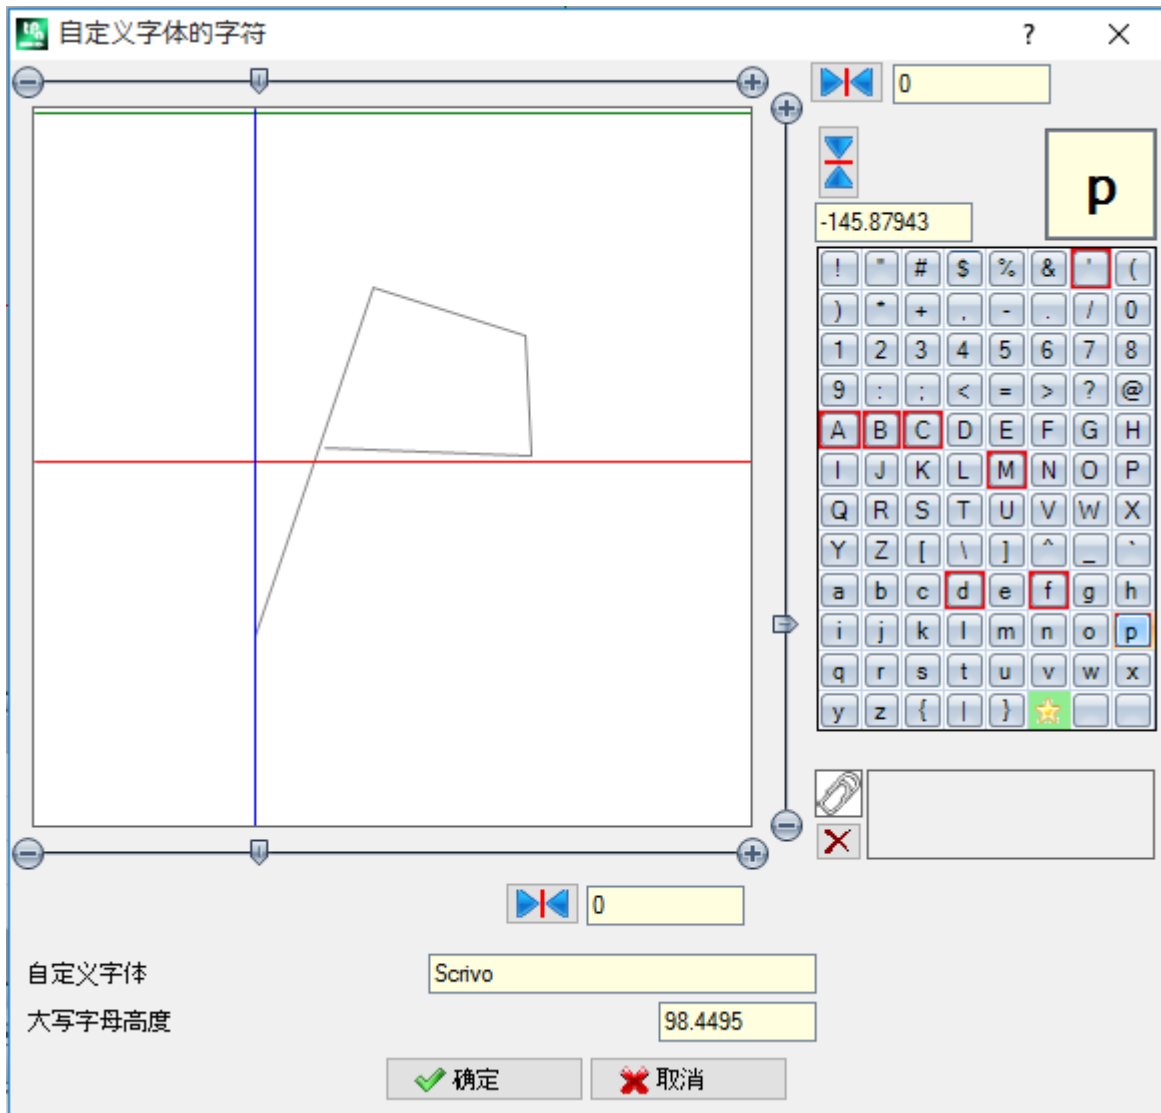 自定义字体的字符
?
0
p
-145.87943
! " # $ % & ' (
) * + , - . / 0
1 2 3 4 5 6 7 8
9 : ; < = > ? @
A B C D E F G H
I J K L M N O P
Q R S T U V W X
Y Z [ \ ] ^ _ `
a b c d e f g h
i j k l m n o p
q r s t u v w x
y z { | }
0
自定义字体 Scrivo
大写字母高度 98.4495
确定 取消